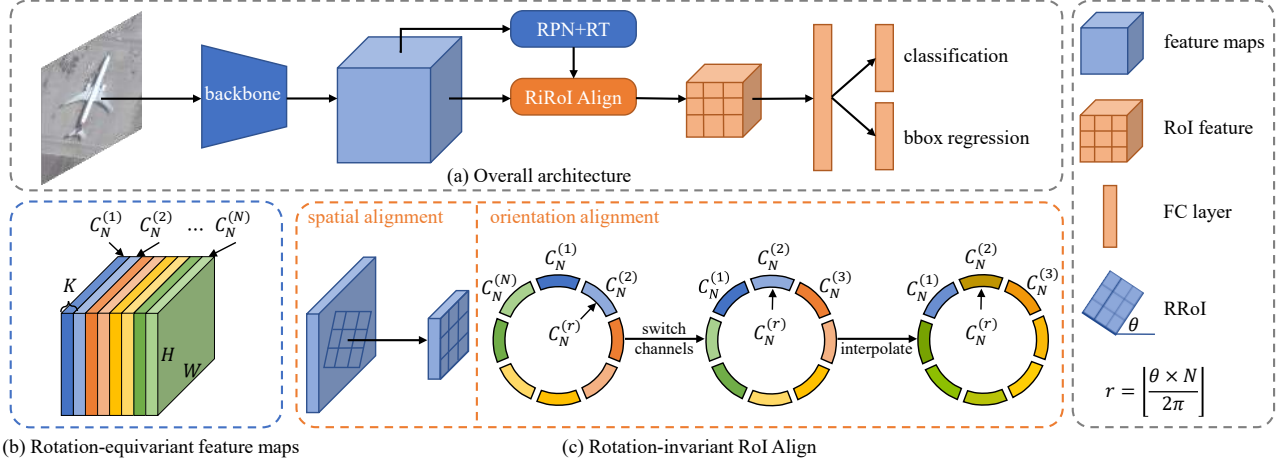 RPN+RT
backbone
RiRoI Align
classification
bbox regression
(a) Overall architecture
feature maps
RoI feature
FC layer
RRoI
θ
r = ⌊θ × N / 2π⌋
C_N^(1) C_N^(2) ... C_N^(N)
K
H
W
(b) Rotation-equivariant feature maps
spatial alignment
orientation alignment
C_N^(1)
C_N^(N)
C_N^(2)
C_N^(r)
switch
channels
C_N^(2)
C_N^(1)
C_N^(3)
C_N^(r)
interpolate
C_N^(2)
C_N^(1)
C_N^(3)
C_N^(r)
(c) Rotation-invariant RoI Align